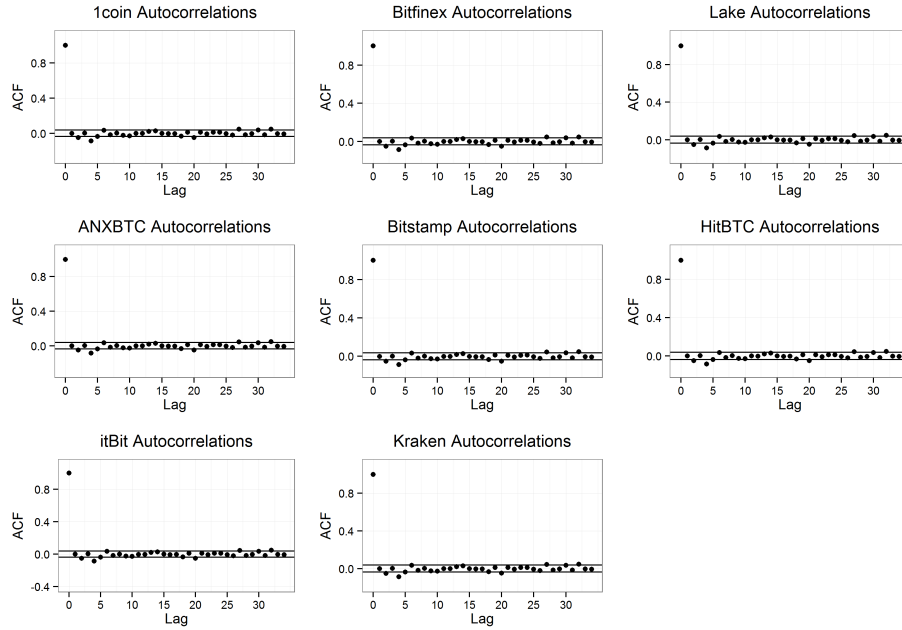 1coin Autocorrelations
ACF
0.8
0.4
0.0
0 5 10 15 20 25 30
Lag
Bitfinex Autocorrelations
ACF
0.8
0.4
0.0
0 5 10 15 20 25 30
Lag
Lake Autocorrelations
ACF
0.8
0.4
0.0
0 5 10 15 20 25 30
Lag
ANXBTC Autocorrelations
ACF
0.8
0.4
0.0
0 5 10 15 20 25 30
Lag
Bitstamp Autocorrelations
ACF
0.8
0.4
0.0
0 5 10 15 20 25 30
Lag
HitBTC Autocorrelations
ACF
0.8
0.4
0.0
0 5 10 15 20 25 30
Lag
itBit Autocorrelations
ACF
0.8
0.4
0.0
-0.4
0 5 10 15 20 25 30
Lag
Kraken Autocorrelations
ACF
0.8
0.4
0.0
0 5 10 15 20 25 30
Lag